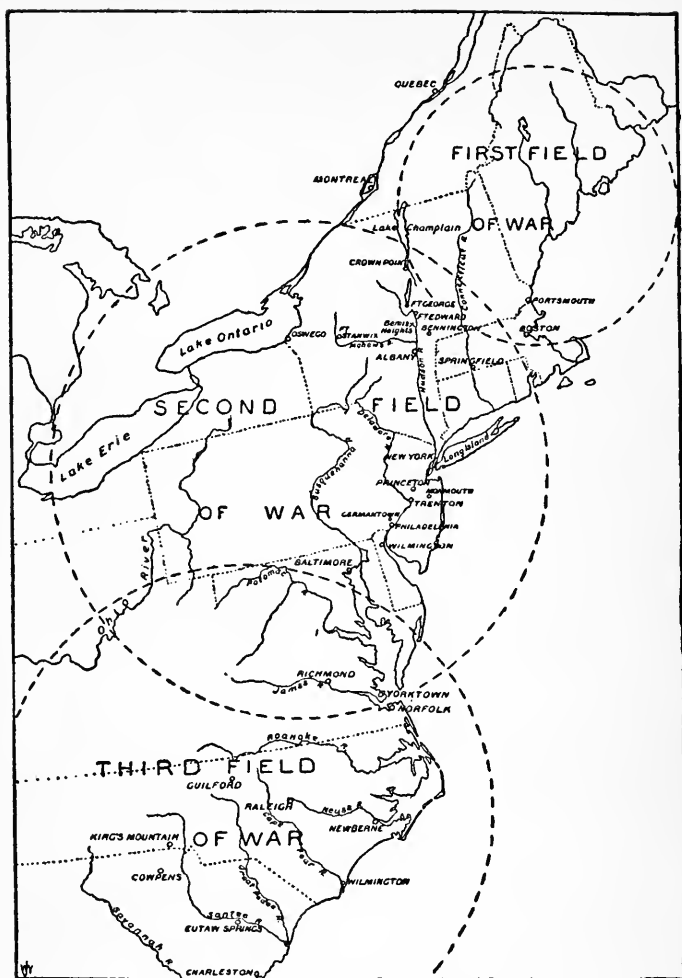 QUEBEC
FIRST FIELD
MONTREAL
OF WAR
Lake Champlain
Connecticut R.
CROWN POINT
PORTSMOUTH
FT GEORGE
FT EDWARD
Bemis Heights
BENNINGTON
BOSTON
FT STANWIX
Mohawk R.
OSWEGO
Lake Ontario
ALBANY
SPRINGFIELD
Hudson R.
SECOND FIELD
Lake Erie
Delaware R.
NEW YORK
Long Island
Susquehanna R.
PRINCETON
MONMOUTH
TRENTON
OF WAR
GERMANTOWN
PHILADELPHIA
WILMINGTON
BALTIMORE
Ohio River
Potomac
RICHMOND
James R.
YORKTOWN
NORFOLK
Roanoke R.
THIRD FIELD
GUILFORD
RALEIGH
Neuse R.
NEWBERNE
KING'S MOUNTAIN
OF WAR
Cape Fear R.
COWPENS
WILMINGTON
Great Pedee R.
Santee R.
EUTAW SPRINGS
Savannah R.
CHARLESTON